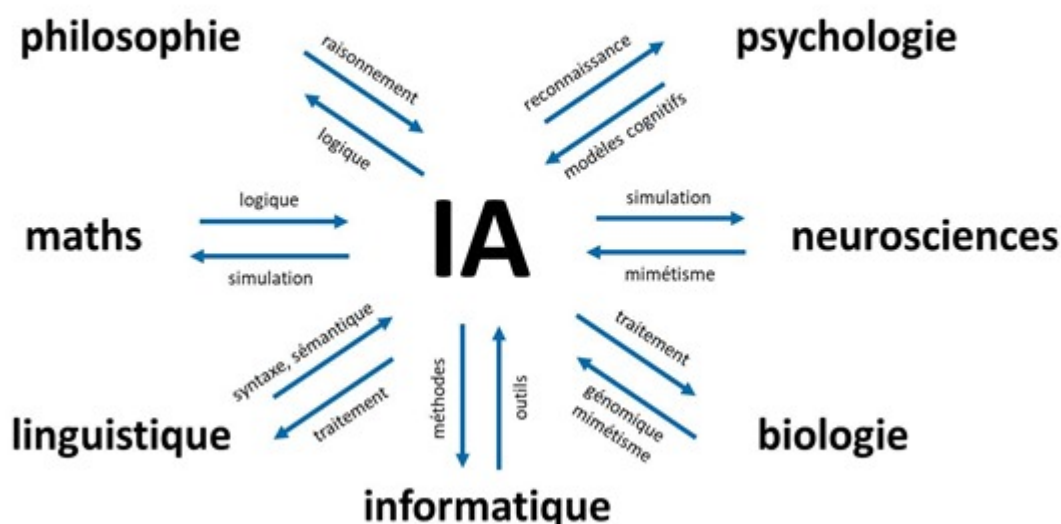 philosophie
raisonnement
logique
reconnaissance
modèles cognitifs
psychologie
maths
logique
simulation
IA
simulation
mimétisme
neurosciences
linguistique
syntaxe, sémantique
traitement
méthodes
outils
informatique
traitement
génomique
mimétisme
biologie